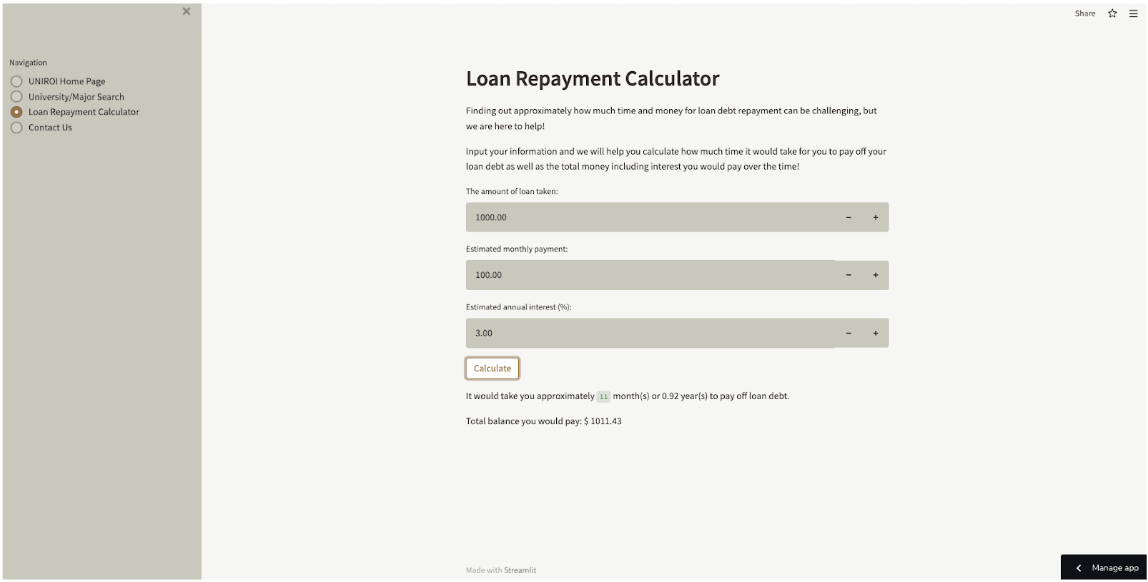 Share
Navigation
UNIROI Home Page
University/Major Search
Loan Repayment Calculator
Contact Us
Loan Repayment Calculator
Finding out approximately how much time and money for loan debt repayment can be challenging, but
we are here to help!
Input your information and we will help you calculate how much time it would take for you to pay off your
loan debt as well as the total money including interest you would pay over the time!
The amount of loan taken:
1000.00
Estimated monthly payment:
100.00
Estimated annual interest (%):
3.00
Calculate
It would take you approximately 11 month(s) or 0.92 year(s) to pay off loan debt.
Total balance you would pay: $ 1011.43
Made with Streamlit
Manage app